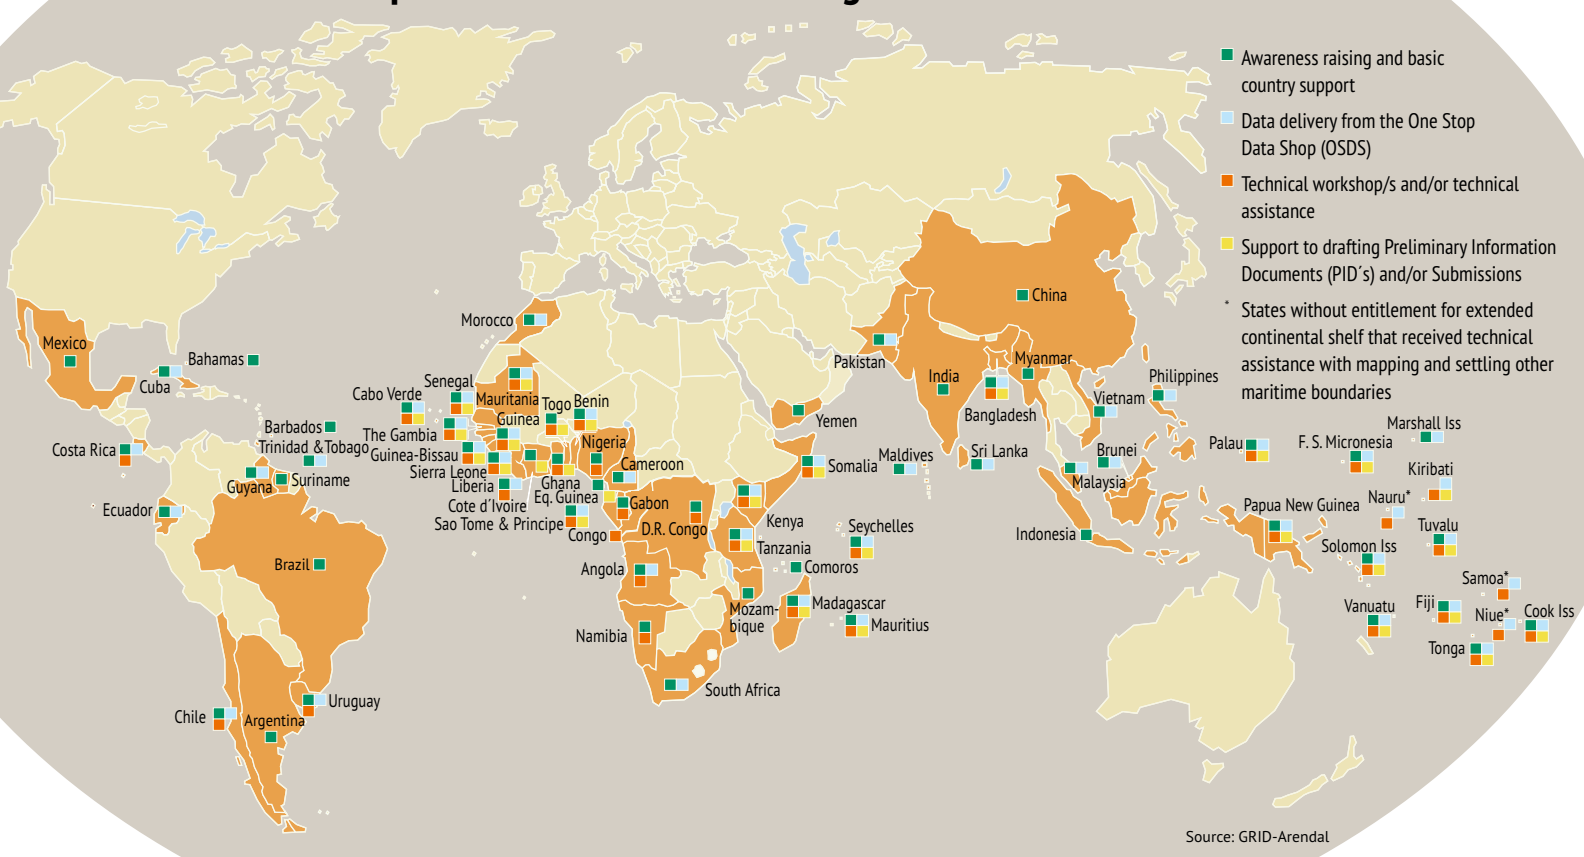 Awareness raising and basic
country support
Data delivery from the One Stop
Data Shop (OSDS)
Technical workshop/s and/or technical
assistance
Support to drafting Preliminary Information
Documents (PID´s) and/or Submissions
* States without entitlement for extended
continental shelf that received technical
assistance with mapping and settling other
maritime boundaries
Mexico
Cuba
Bahamas
Barbados
Trinidad &Tobago
Costa Rica
Guyana
Suriname
Ecuador
Brazil
Chile
Argentina
Uruguay
Morocco
Senegal
Cabo Verde
Mauritania
The Gambia
Guinea
Togo
Benin
Guinea-Bissau
Sierra Leone
Liberia
Nigeria
Cameroon
Ghana
Eq. Guinea
Cote d´Ivoire
Sao Tome & Principe
Gabon
Congo
D.R. Congo
Angola
Namibia
South Africa
Mozam-
bique
Madagascar
Mauritius
Comoros
Seychelles
Tanzania
Kenya
Somalia
Yemen
Pakistan
India
China
Myanmar
Bangladesh
Sri Lanka
Maldives
Vietnam
Philippines
Brunei
Malaysia
Indonesia
Palau
F. S. Micronesia
Marshall Iss
Kiribati
Nauru*
Papua New Guinea
Tuvalu
Solomon Iss
Samoa*
Vanuatu
Fiji
Niue*
Cook Iss
Tonga
Source: GRID-Arendal